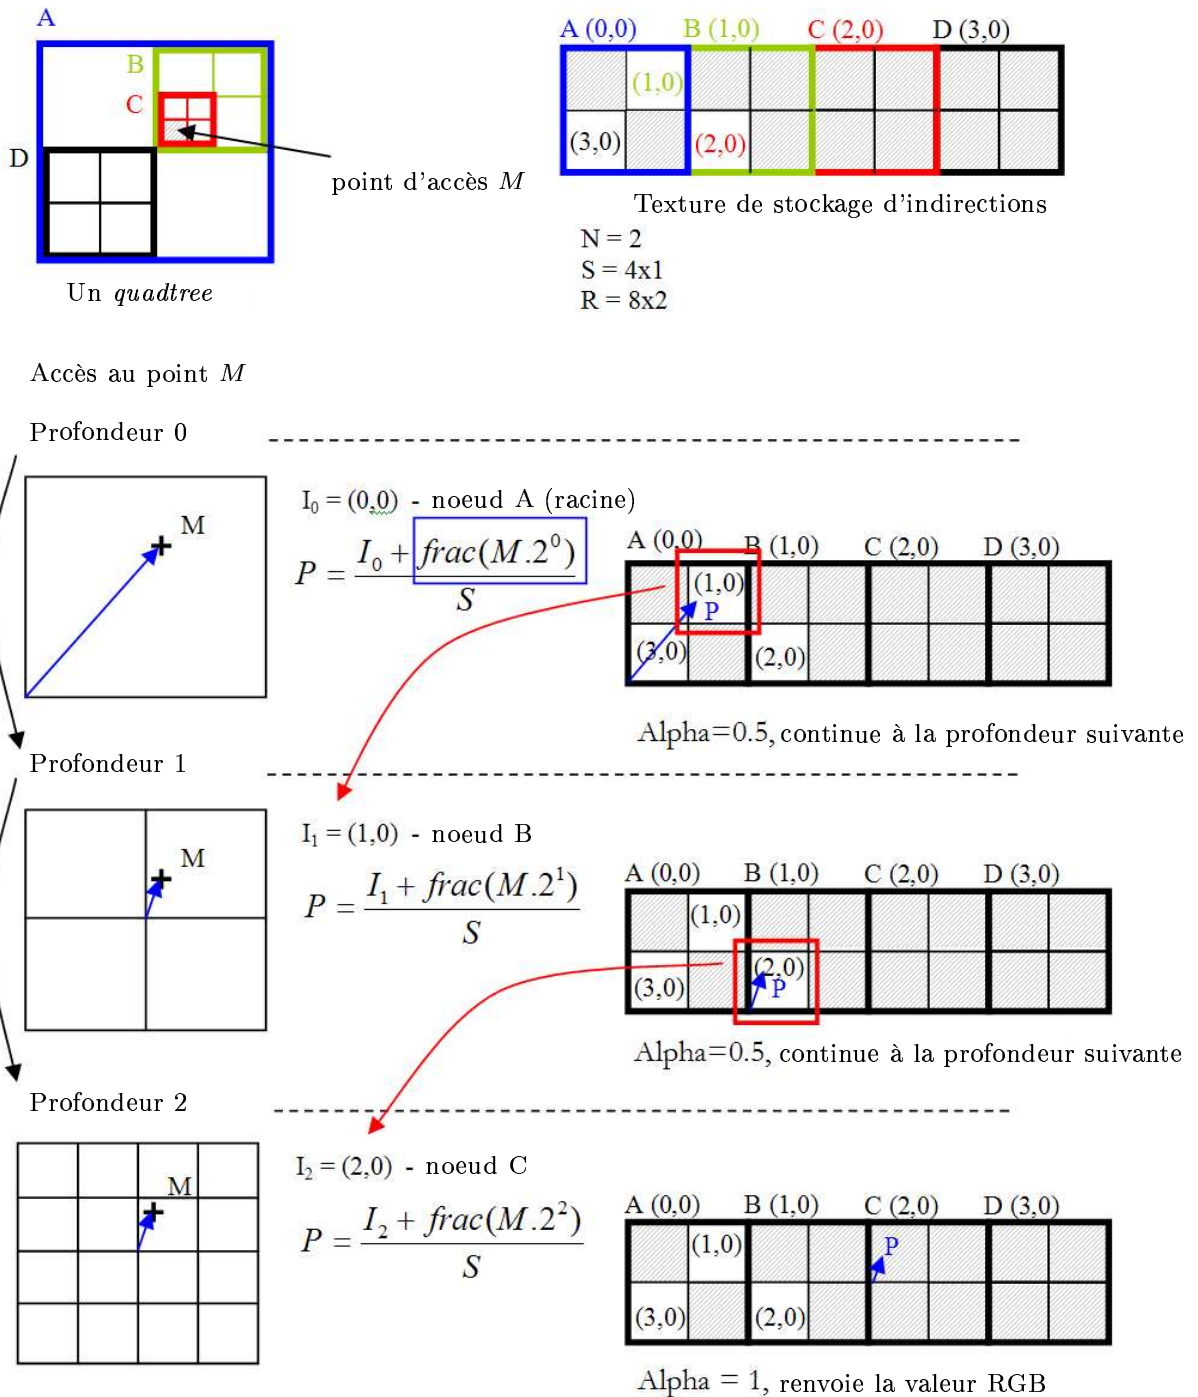 A
B
C
D
point d'accès M
Un quadtree
A (0,0) B (1,0) C (2,0) D (3,0)
(1,0)
(3,0) (2,0)
Texture de stockage d'indirections
N = 2
S = 4x1
R = 8x2
Accès au point M
Profondeur 0
M
I0 = (0,0) - noeud A (racine)
P = I0 + frac(M.2^0) / S
A (0,0) B (1,0) C (2,0) D (3,0)
(1,0)
P
(3,0) (2,0)
Alpha=0.5, continue à la profondeur suivante
Profondeur 1
M
I1 = (1,0) - noeud B
P = I1 + frac(M.2^1) / S
A (0,0) B (1,0) C (2,0) D (3,0)
(1,0)
(3,0) (2,0)
P
Alpha=0.5, continue à la profondeur suivante
Profondeur 2
M
I2 = (2,0) - noeud C
P = I2 + frac(M.2^2) / S
A (0,0) B (1,0) C (2,0) D (3,0)
(1,0) P
(3,0) (2,0)
Alpha = 1, renvoie la valeur RGB